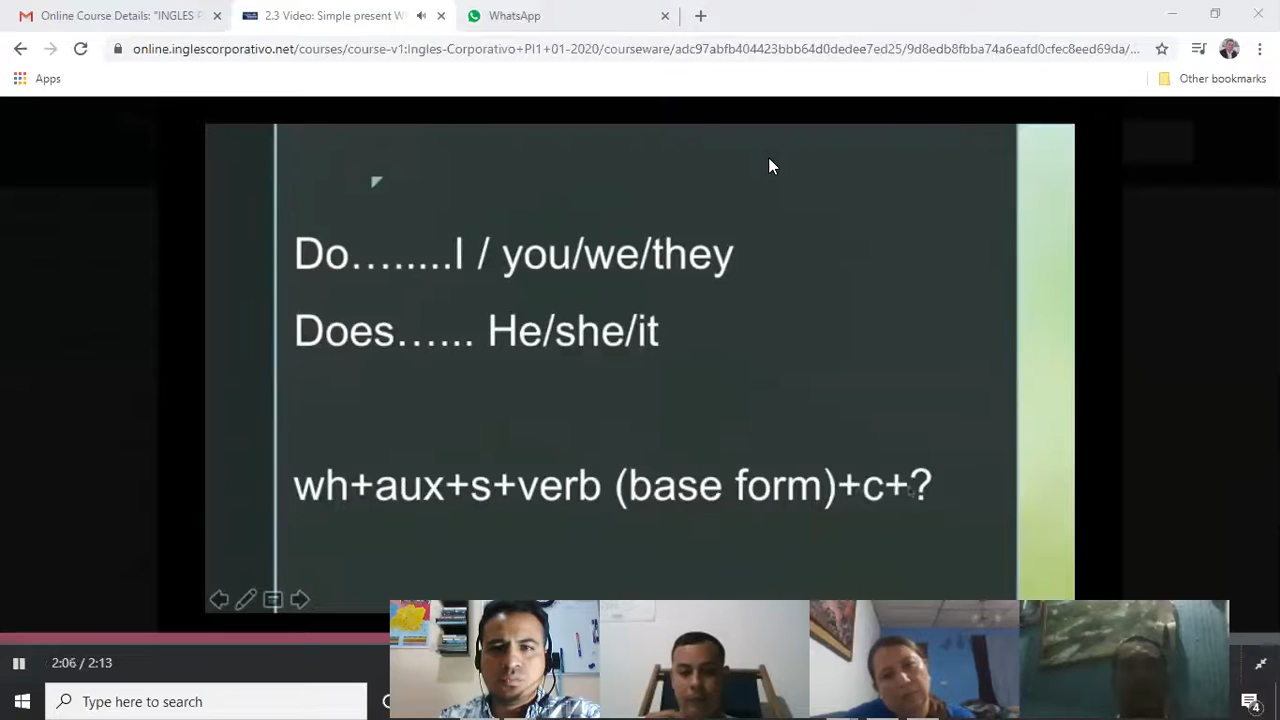 Online Course Details: "INGLES P
2.3 Video: Simple present W
WhatsApp
online.inglescorporativo.net/courses/course-v1:Ingles-Corporativo+PI1+01-2020/courseware/adc97abfb404423bbb64d0dedee7ed25/9d8edb8fbba74a6eafd0cfec8eed69da/...
Apps
Other bookmarks
Do…......I / you/we/they
Does…... He/she/it
wh+aux+s+verb (base form)+c+?
2:06 / 2:13
Type here to search
4